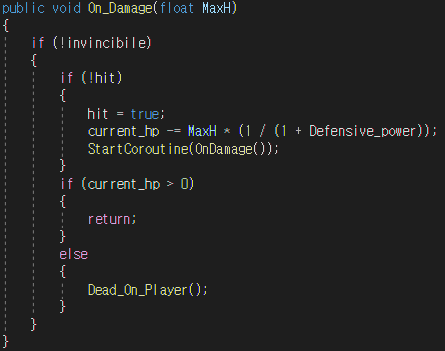 public void On_Damage(float MaxH)
{
if (!invincibile)
{
if (!hit)
{
hit = true;
current_hp -= MaxH * (1 / (1 + Defensive_power));
StartCoroutine(OnDamage());
}
if (current_hp > 0)
{
return;
}
else
{
Dead_On_Player();
}
}
}